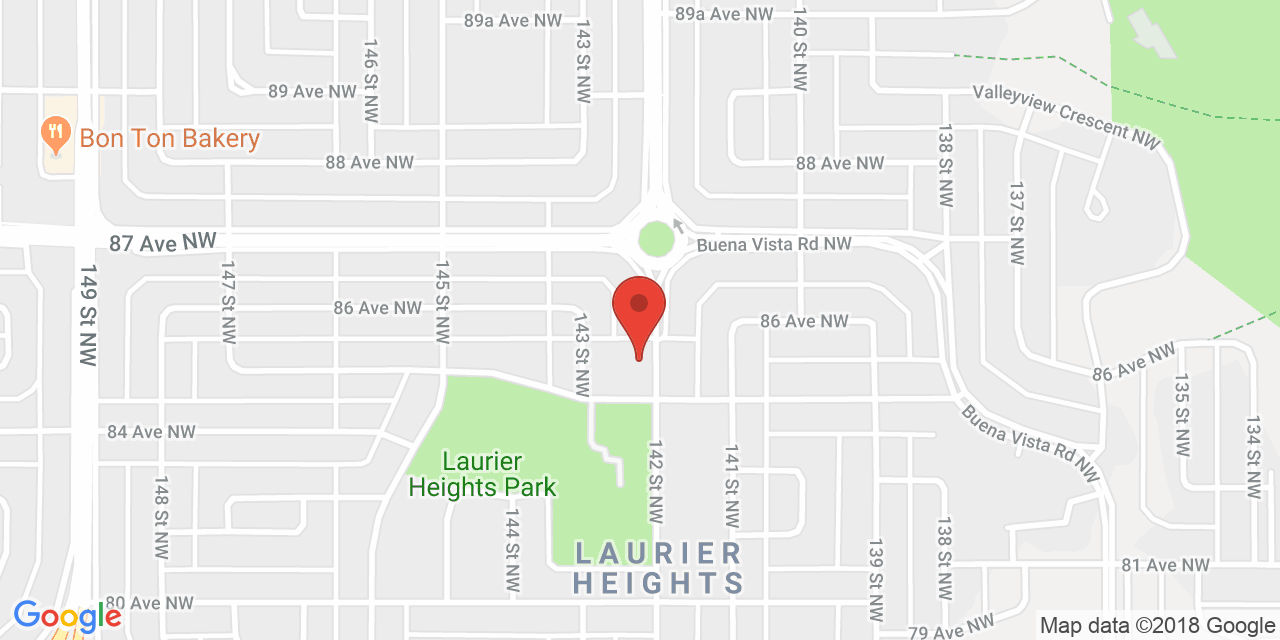 89a Ave NW
89a Ave NW
146 St NW
143 St NW
140 St NW
89 Ave NW
Valleyview Crescent NW
Bon Ton Bakery
88 Ave NW
88 Ave NW
138 St NW
137 St NW
87 Ave NW
Buena Vista Rd NW
149 St NW
147 St NW
145 St NW
86 Ave NW
143 St NW
86 Ave NW
86 Ave NW
135 St NW
134 St NW
84 Ave NW
Buena Vista Rd NW
Laurier
Heights Park
142 St NW
141 St NW
148 St NW
144 St NW
139 St NW
138 St NW
LAURIER
HEIGHTS
81 Ave NW
80 Ave NW
79 Ave NW
Google
Map data ©2018 Google